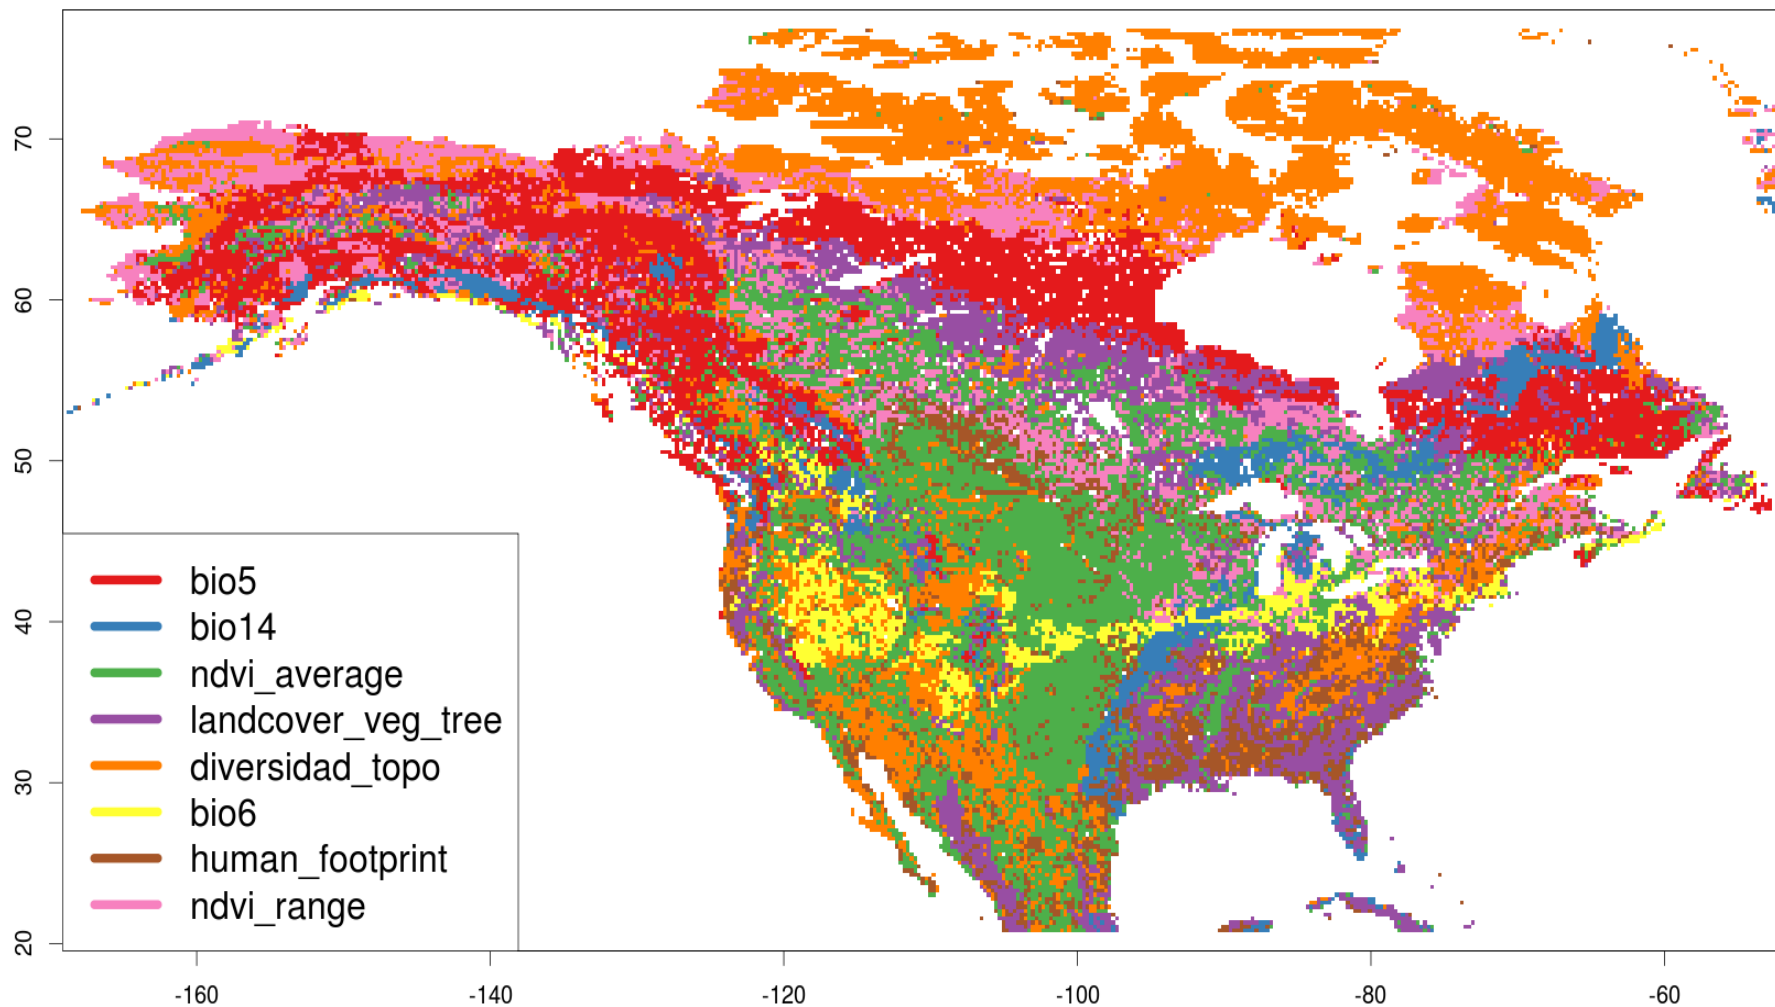 70
60
50
40
30
20
bio5
bio14
ndvi_average
landcover_veg_tree
diversidad_topo
bio6
human_footprint
ndvi_range
-160
-140
-120
-100
-80
-60